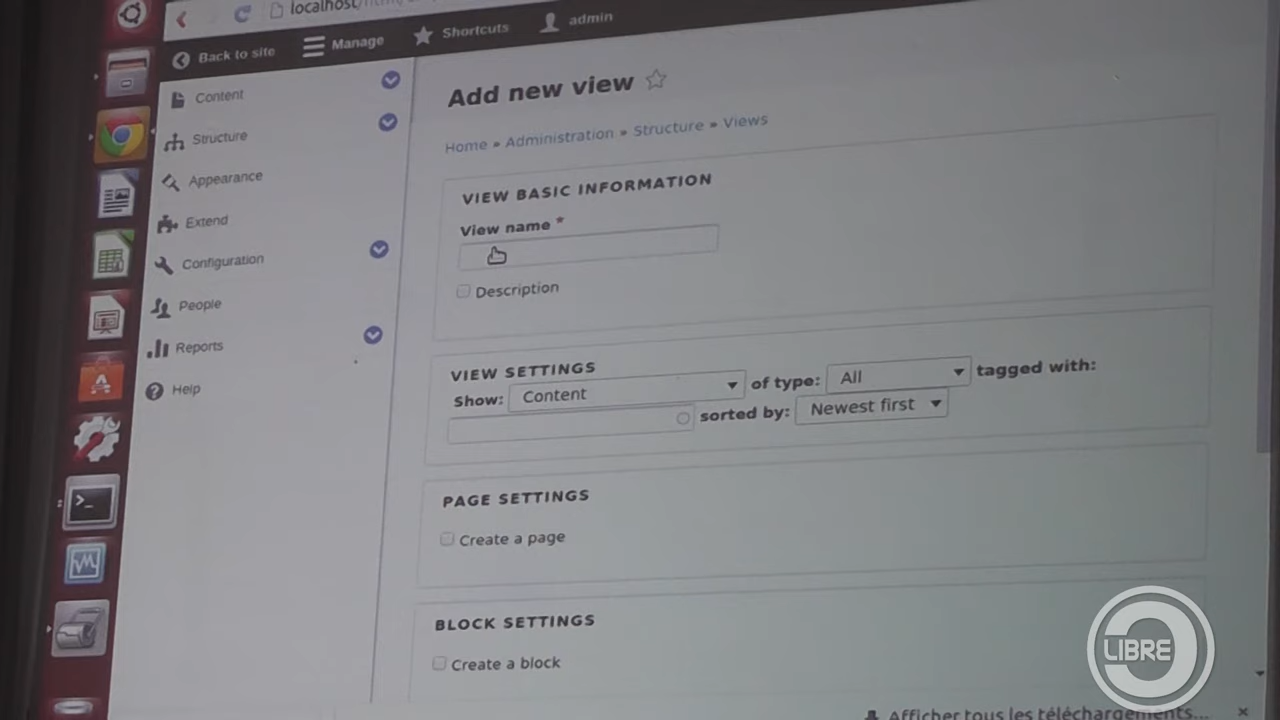 localhost/
Back to site Manage Shortcuts admin
Content
Structure
Appearance
Extend
Configuration
People
Reports
Help
Add new view
Home » Administration » Structure » Views
VIEW BASIC INFORMATION
View name *
Description
VIEW SETTINGS
Show: Content of type: All tagged with:
sorted by: Newest first
PAGE SETTINGS
Create a page
BLOCK SETTINGS
Create a block
LIBRE
Afficher tous les téléchargements...